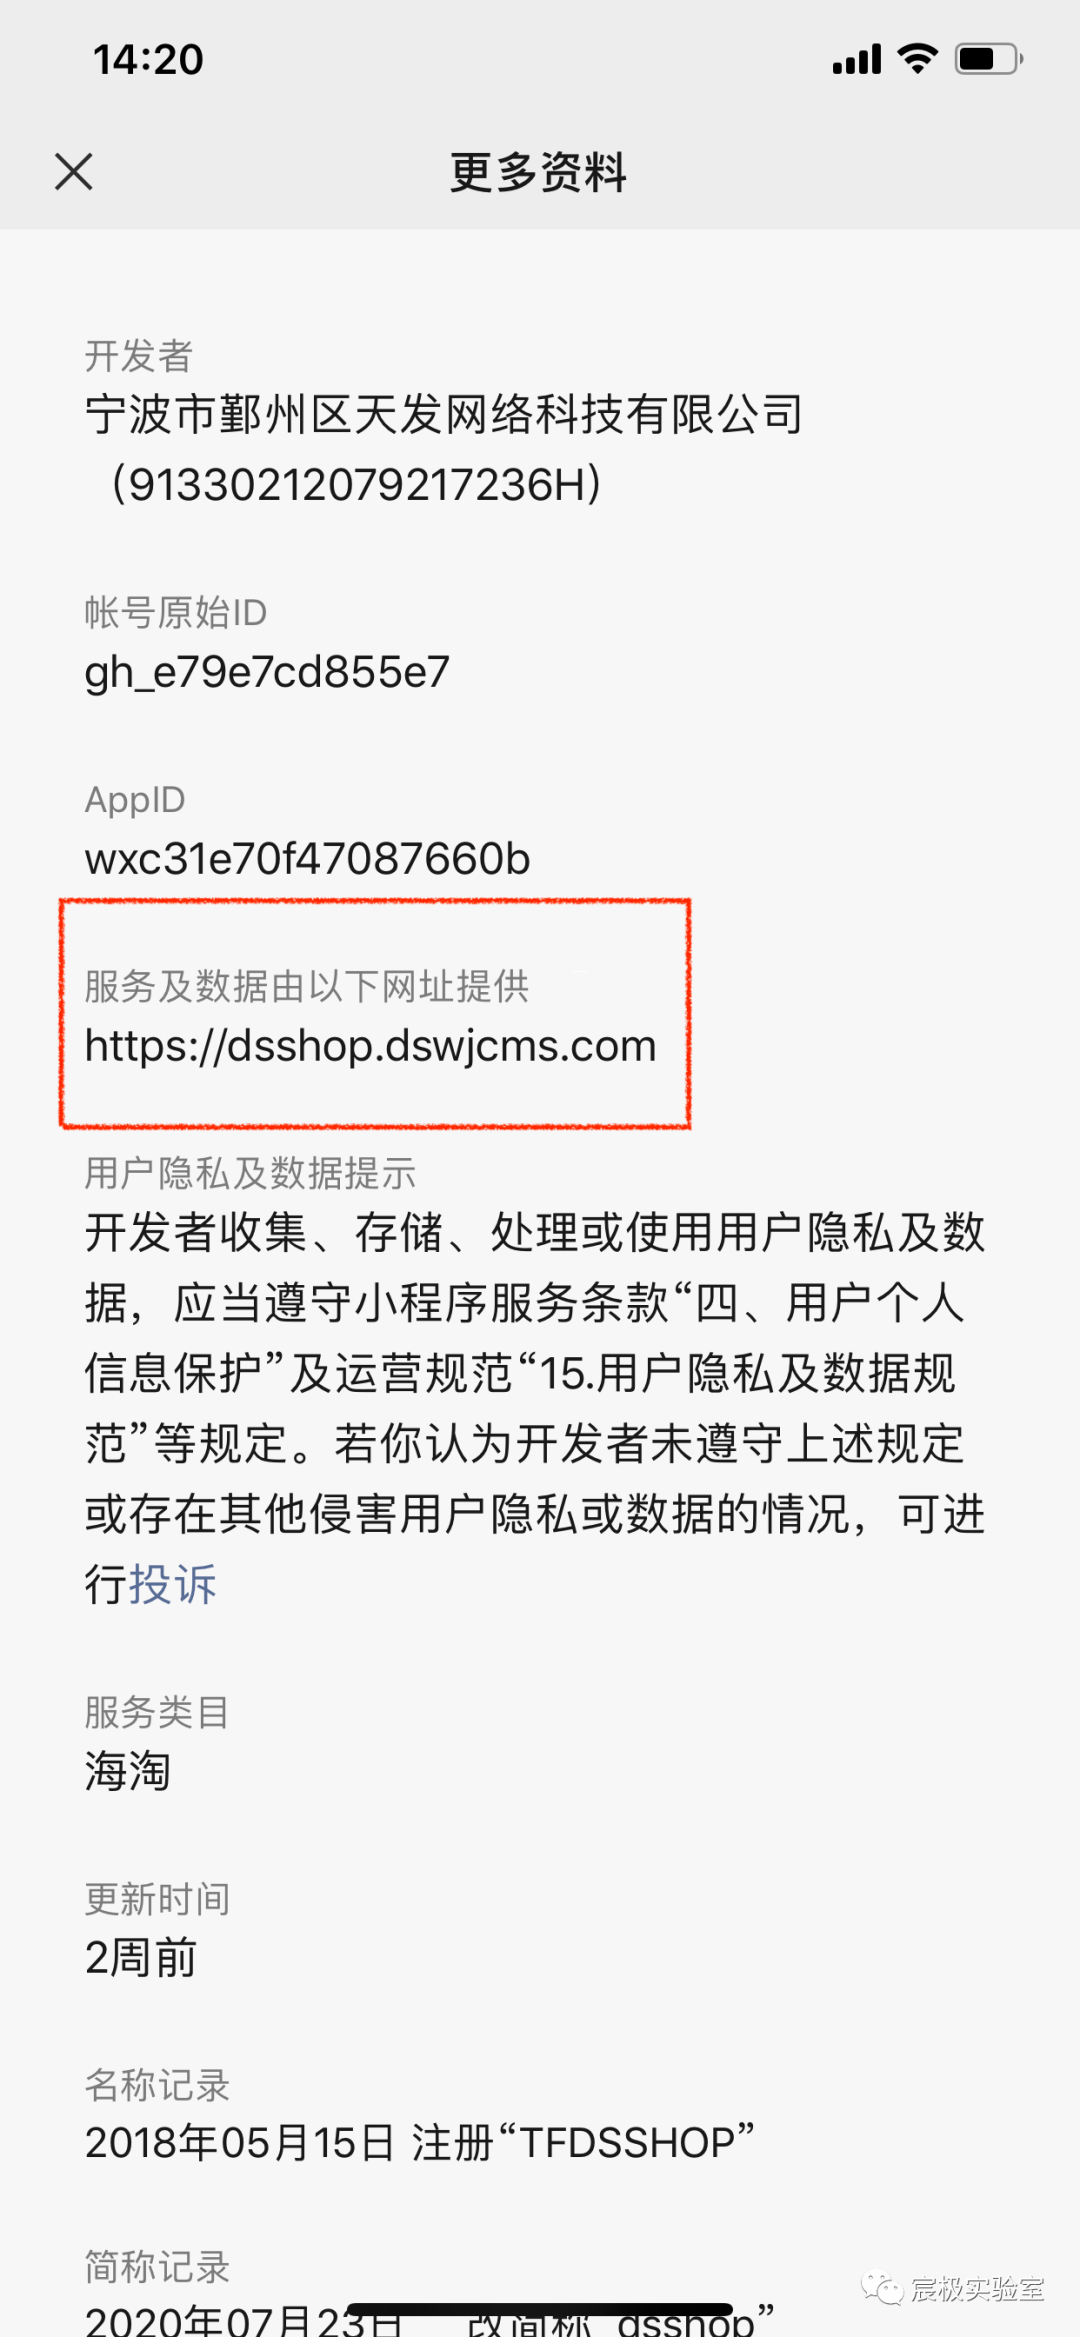 14:20
更多资料
开发者
宁波市鄞州区天发网络科技有限公司
（91330212079217236H）
帐号原始ID
gh_e79e7cd855e7
AppID
wxc31e70f47087660b
服务及数据由以下网址提供
https://dsshop.dswjcms.com
用户隐私及数据提示
开发者收集、存储、处理或使用用户隐私及数
据，应当遵守小程序服务条款“四、用户个人
信息保护”及运营规范“15.用户隐私及数据规
范”等规定。若你认为开发者未遵守上述规定
或存在其他侵害用户隐私或数据的情况，可进
行投诉
服务类目
海淘
更新时间
2周前
名称记录
2018年05月15日 注册“TFDSSHOP”
简称记录
2020年07月23日 改简称 dsshop”
宸极实验室